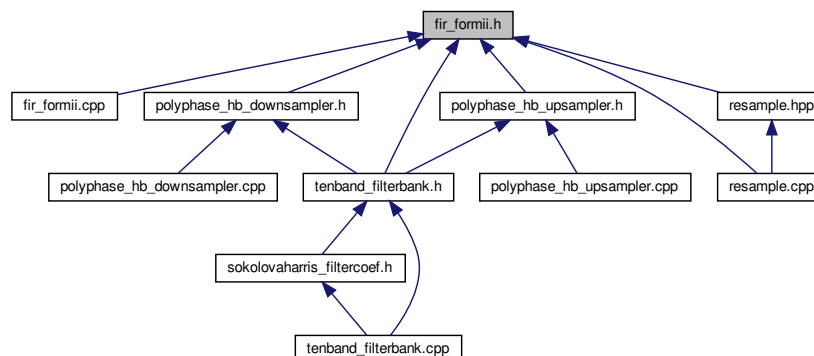 fir_formii.h
fir_formii.cpp
polyphase_hb_downsampler.h
polyphase_hb_upsampler.h
resample.hpp
polyphase_hb_downsampler.cpp
tenband_filterbank.h
polyphase_hb_upsampler.cpp
resample.cpp
sokolovaharris_filtercoef.h
tenband_filterbank.cpp